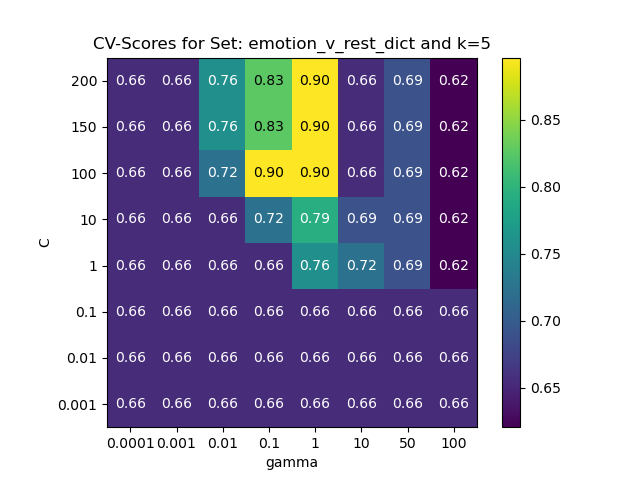 CV-Scores for Set: emotion_v_rest_dict and k=5
200 0.66 0.66 0.76 0.83 0.90 0.66 0.69 0.62
150 0.66 0.66 0.76 0.83 0.90 0.66 0.69 0.62
100 0.66 0.66 0.72 0.90 0.90 0.66 0.69 0.62
10 0.66 0.66 0.66 0.72 0.79 0.69 0.69 0.62
1 0.66 0.66 0.66 0.66 0.76 0.72 0.69 0.62
0.1 0.66 0.66 0.66 0.66 0.66 0.66 0.66 0.66
0.01 0.66 0.66 0.66 0.66 0.66 0.66 0.66 0.66
0.001 0.66 0.66 0.66 0.66 0.66 0.66 0.66 0.66
0.0001 0.001 0.01 0.1 1 10 50 100
gamma
C
0.85
0.80
0.75
0.70
0.65